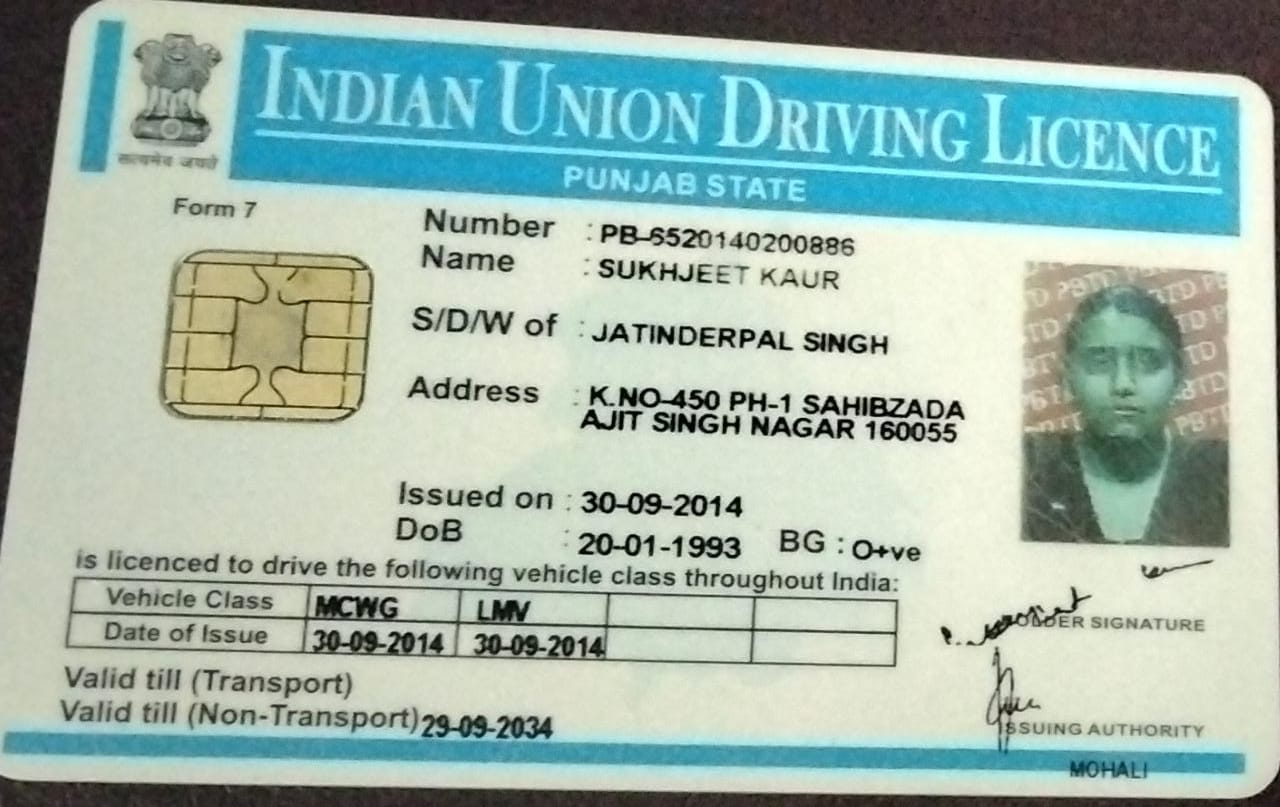 सत्यमेव जयते
INDIAN UNION DRIVING LICENCE
PUNJAB STATE
Form 7
Number : PB-6520140200886
Name : SUKHJEET KAUR
S/D/W of : JATINDERPAL SINGH
Address : K.NO-450 PH-1 SAHIBZADA
AJIT SINGH NAGAR 160055
Issued on : 30-09-2014
DoB : 20-01-1993 BG : O+ve
is licenced to drive the following vehicle class throughout India:
Vehicle Class MCWG LMV
Date of Issue 30-09-2014 30-09-2014
HOLDER SIGNATURE
Valid till (Transport)
Valid till (Non-Transport) 29-09-2034
ISSUING AUTHORITY
MOHALI